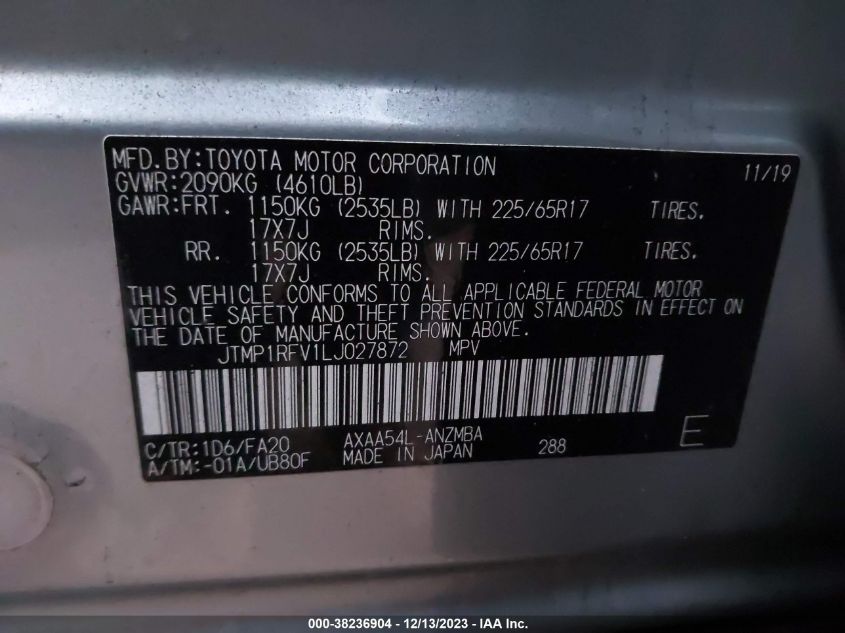 MFD.BY:TOYOTA MOTOR CORPORATION 11/19
GVWR:2090KG (4610LB)
GAWR:FRT. 1150KG (2535LB) WITH 225/65R17 TIRES.
17X7J RIMS.
RR. 1150KG (2535LB) WITH 225/65R17 TIRES.
17X7J RIMS.
THIS VEHICLE CONFORMS TO ALL APPLICABLE FEDERAL MOTOR
VEHICLE SAFETY AND THEFT PREVENTION STANDARDS IN EFFECT ON
THE DATE OF MANUFACTURE SHOWN ABOVE.
JTMP1RFV1LJ027872 MPV
C/TR:1D6/FA20 AXAA54L-ANZMBA 288 E
A/TM:-01A/UB80F MADE IN JAPAN
000-38236904 - 12/13/2023 - IAA Inc.